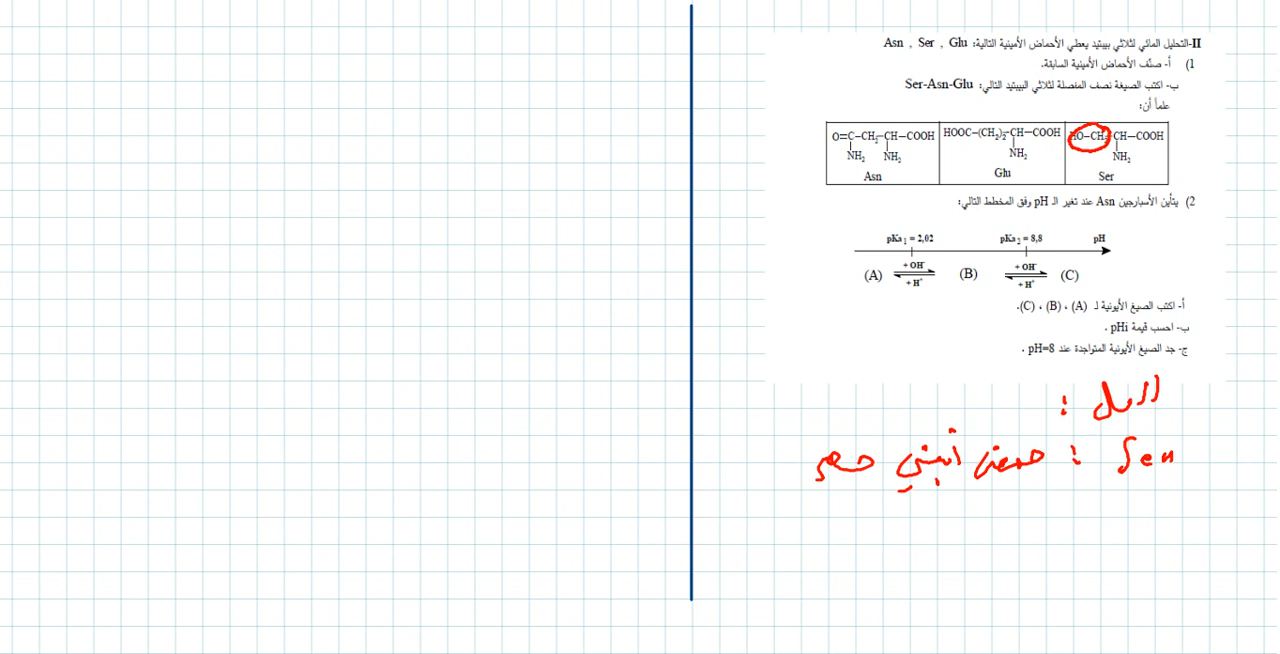 II-التحليل المائي لثلاثي ببتيد يعطي الأحماض الأمينية التالية: Asn , Ser , Glu
1) أ- صنّف الأحماض الأمينية السابقة.
ب- اكتب الصيغة نصف المفصلة لثلاثي الببتيد التالي: Ser-Asn-Glu
علماً أن:
O=C–CH₂–CH–COOH HOOC–(CH₂)₂–CH–COOH HO–CH₂–CH–COOH
NH₂ NH₂ NH₂ NH₂
Asn Glu Ser
2) يتأين الأسبارجين Asn عند تغير الـ pH وفق المخطط التالي:
pKa₁ = 2,02 pKa₂ = 8,8 pH
(A) + OH⁻ (B) + OH⁻ (C)
+ H⁺ + H⁺
أ- اكتب الصيغ الأيونية لـ (A) ، (B) ، (C).
ب- احسب قيمة pHi .
ج- جد الصيغ الأيونية المتواجدة عند pH=8 .
الحل :
Ser : حمض أميني